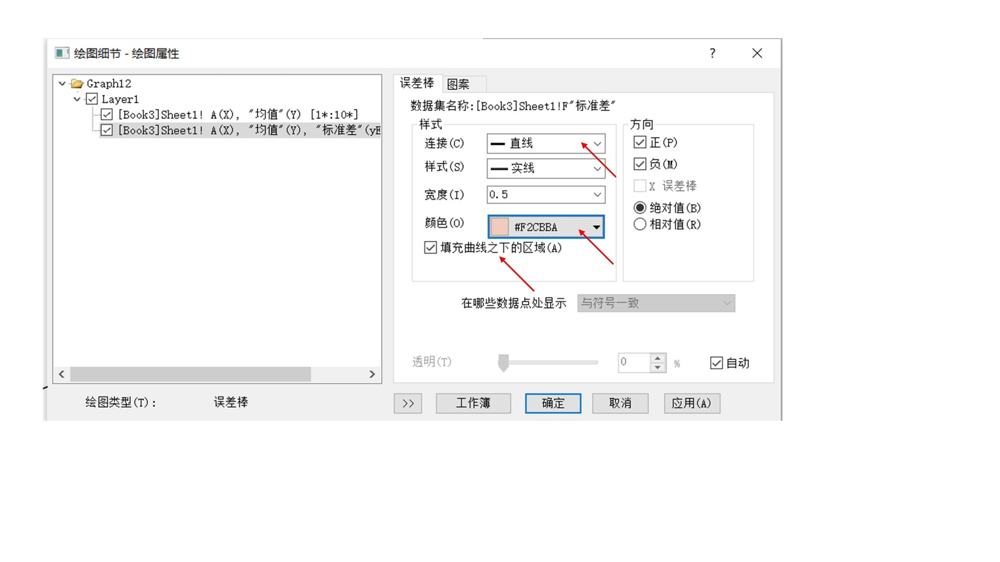 绘图细节 - 绘图属性
?
Graph12
Layer1
[Book3]Sheet1! A(X), "均值"(Y) [1*:10*]
[Book3]Sheet1! A(X), "均值"(Y), "标准差"(yE
绘图类型(T): 误差棒
误差棒 图案
数据集名称:[Book3]Sheet1!F"标准差"
样式
连接(C) 直线
样式(S) 实线
宽度(I) 0.5
颜色(O) #F2CBBA
填充曲线之下的区域(A)
方向
正(P)
负(M)
X 误差棒
绝对值(B)
相对值(R)
在哪些数据点处显示 与符号一致
透明(T) 0 % 自动
>> 工作簿 确定 取消 应用(A)